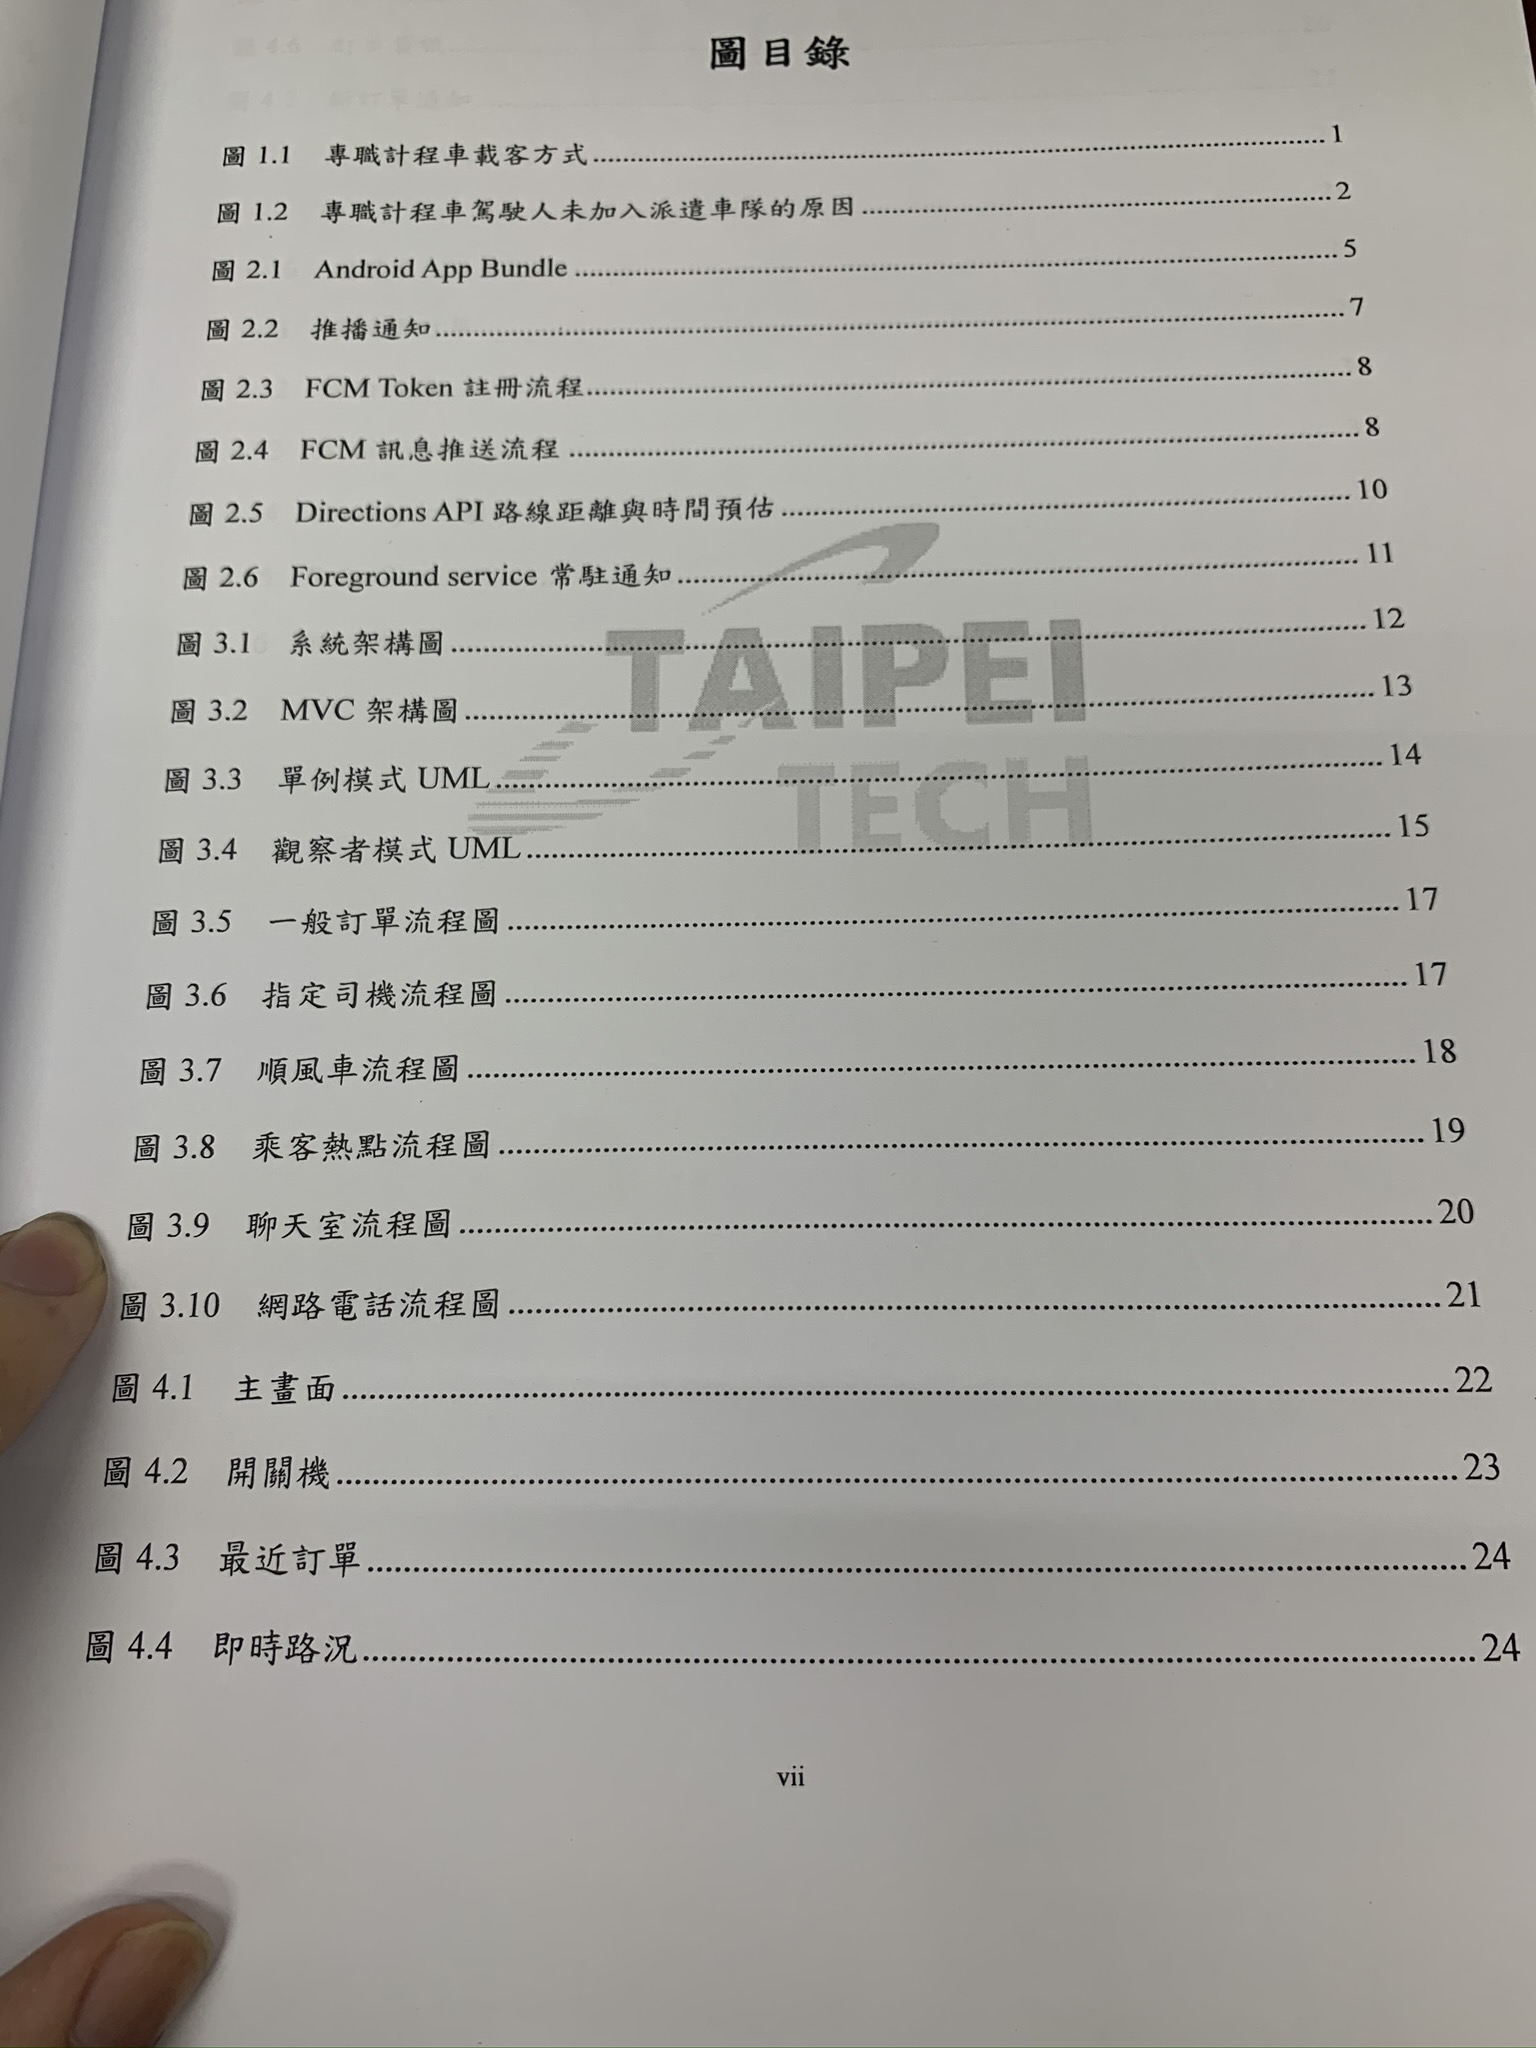 圖目錄
圖 1.1 專職計程車載客方式........1
圖 1.2 專職計程車駕駛人未加入派遣車隊的原因........2
圖 2.1 Android App Bundle........5
圖 2.2 推播通知........7
圖 2.3 FCM Token 註冊流程........8
圖 2.4 FCM 訊息推送流程........8
圖 2.5 Directions API 路線距離與時間預估........10
圖 2.6 Foreground service 常駐通知........11
圖 3.1 系統架構圖........12
TAIPEI
圖 3.2 MVC 架構圖........13
圖 3.3 單例模式 UML........14
TECH
圖 3.4 觀察者模式 UML........15
圖 3.5 一般訂單流程圖........17
圖 3.6 指定司機流程圖........17
圖 3.7 順風車流程圖........18
圖 3.8 乘客熱點流程圖........19
圖 3.9 聊天室流程圖........20
圖 3.10 網路電話流程圖........21
圖 4.1 主畫面........22
圖 4.2 開關機........23
圖 4.3 最近訂單........24
圖 4.4 即時路況........24
vii